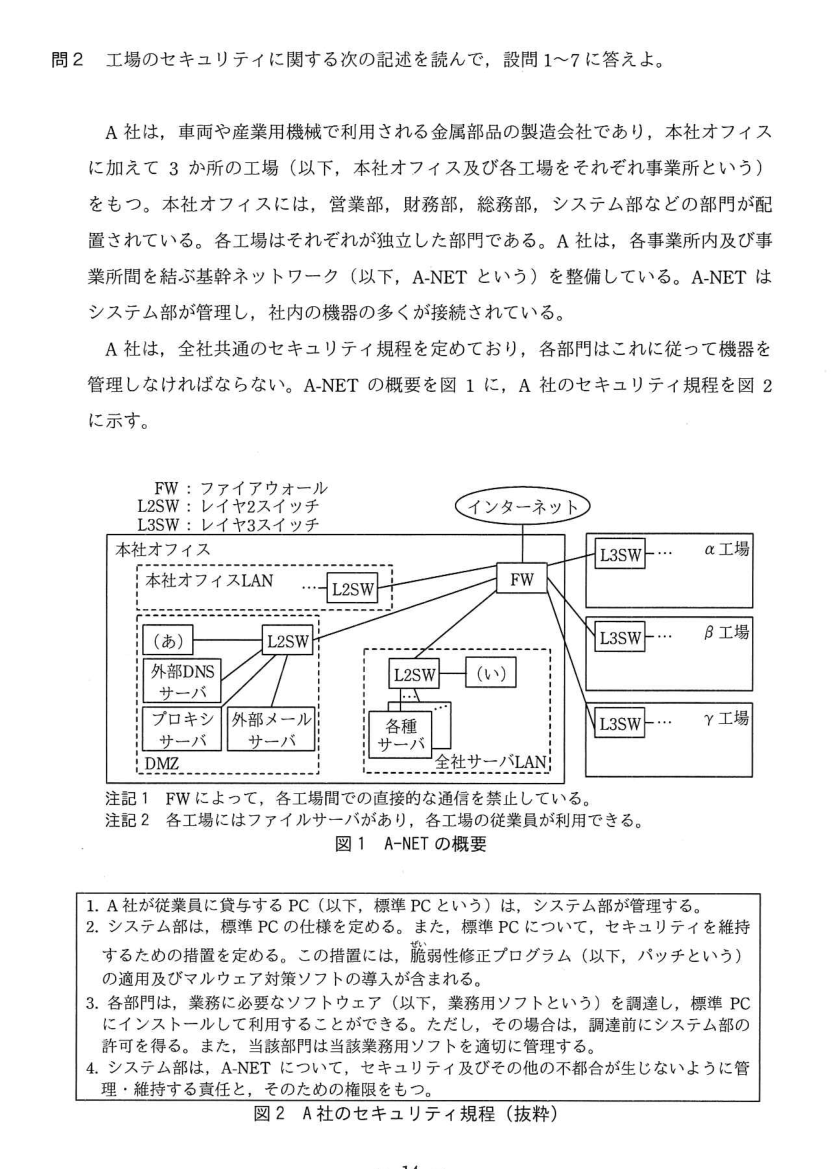 問2 工場のセキュリティに関する次の記述を読んで，設問1～7に答えよ。
A社は，車両や産業用機械で利用される金属部品の製造会社であり，本社オフィス
に加えて 3 か所の工場（以下，本社オフィス及び各工場をそれぞれ事業所という）
をもつ。本社オフィスには，営業部，財務部，総務部，システム部などの部門が配
置されている。各工場はそれぞれが独立した部門である。A社は，各事業所内及び事
業所間を結ぶ基幹ネットワーク（以下，A-NET という）を整備している。A-NET は
システム部が管理し，社内の機器の多くが接続されている。
A社は，全社共通のセキュリティ規程を定めており，各部門はこれに従って機器を
管理しなければならない。A-NET の概要を図 1 に，A 社のセキュリティ規程を図 2
に示す。
FW：ファイアウォール
L2SW：レイヤ2スイッチ
L3SW：レイヤ3スイッチ
インターネット
本社オフィス
本社オフィスLAN
…
L2SW
FW
L3SW
…
α工場
（あ）
L2SW
外部DNS
サーバ
プロキシ
サーバ
外部メール
サーバ
DMZ
L2SW
（い）
…
…
各種
サーバ
全社サーバLAN
L3SW
…
β工場
L3SW
…
γ工場
注記1 FWによって，各工場間での直接的な通信を禁止している。
注記2 各工場にはファイルサーバがあり，各工場の従業員が利用できる。
図1 A-NETの概要
1. A社が従業員に貸与するPC（以下，標準PCという）は，システム部が管理する。
2. システム部は，標準PCの仕様を定める。また，標準PCについて，セキュリティを維持
するための措置を定める。この措置には，脆弱性修正プログラム（以下，パッチという）
ぜい
の適用及びマルウェア対策ソフトの導入が含まれる。
3. 各部門は，業務に必要なソフトウェア（以下，業務用ソフトという）を調達し，標準PC
にインストールして利用することができる。ただし，その場合は，調達前にシステム部の
許可を得る。また，当該部門は当該業務用ソフトを適切に管理する。
4. システム部は，A-NET について，セキュリティ及びその他の不都合が生じないように管
理・維持する責任と，そのための権限をもつ。
図2 A社のセキュリティ規程（抜粋）